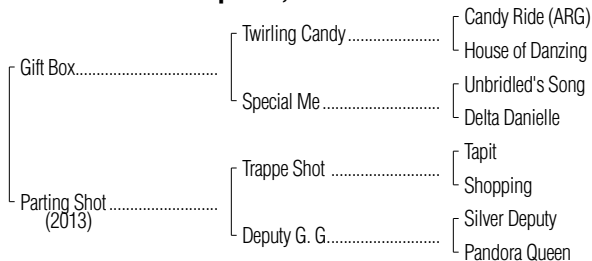 Candy Ride (ARG)
Twirling Candy
House of Danzing
Gift Box
Unbridled's Song
Special Me
Delta Danielle
Tapit
Trappe Shot
Shopping
Parting Shot
(2013)
Silver Deputy
Deputy G. G.
Pandora Queen